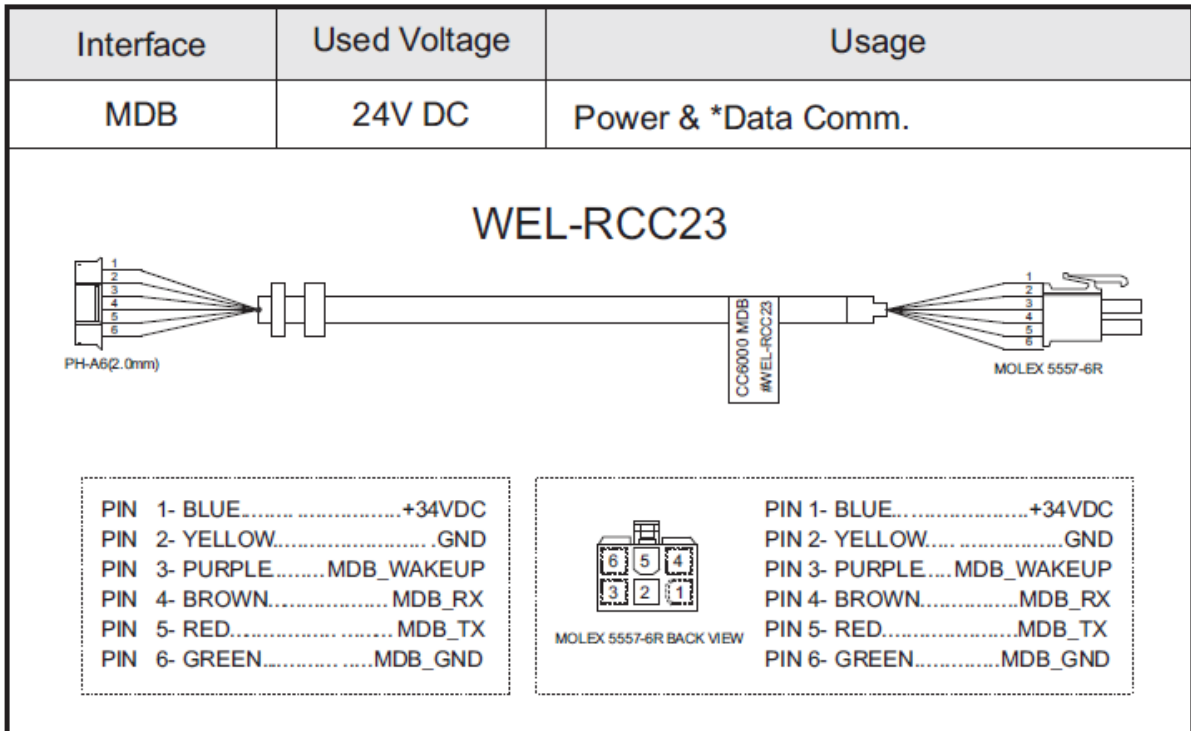 Interface Used Voltage Usage
MDB 24V DC Power & *Data Comm.
WEL-RCC23
1
2
3
4
5
6
PH-A6(2.0mm)
CC6000 MDB
#WEL-RCC23
1
2
3
4
5
6
MOLEX 5557-6R
PIN 1- BLUE..........................+34VDC
PIN 2- YELLOW..........................GND
PIN 3- PURPLE.........MDB_WAKEUP
PIN 4- BROWN....................MDB_RX
PIN 5- RED..........................MDB_TX
PIN 6- GREEN.................MDB_GND
6 5 4
3 2 1
MOLEX 5557-6R BACK VIEW
PIN 1- BLUE......................+34VDC
PIN 2- YELLOW.......................GND
PIN 3- PURPLE.....MDB_WAKEUP
PIN 4- BROWN................MDB_RX
PIN 5- RED......................MDB_TX
PIN 6- GREEN..............MDB_GND